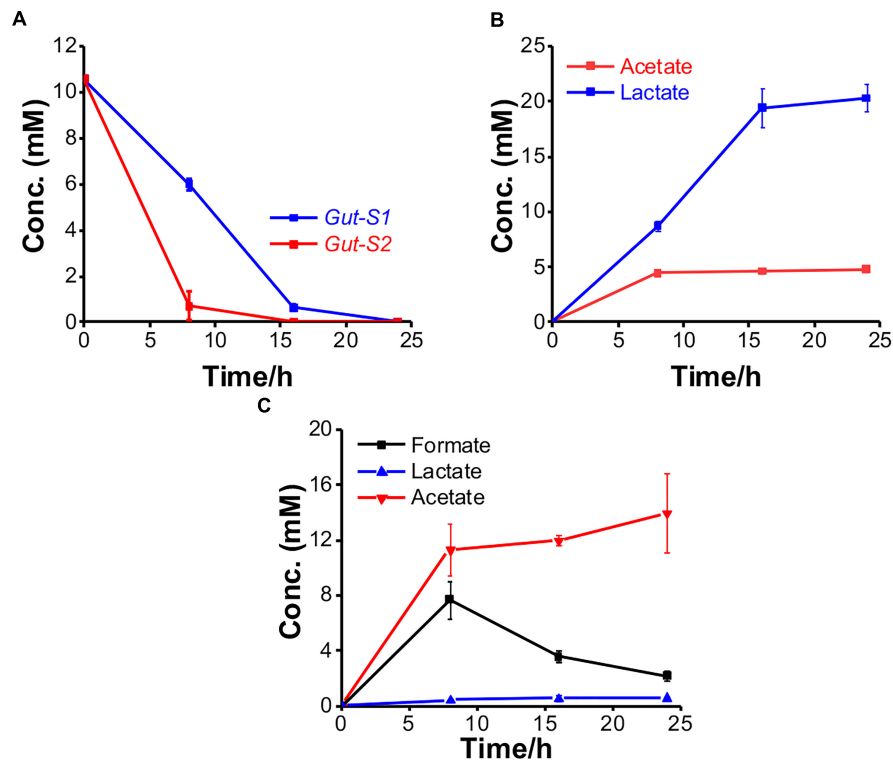 A
12
10
8
6
4
2
0
Conc. (mM)
Gut-S1
Gut-S2
0 5 10 15 20 25
Time/h
B
25
20
15
10
5
0
Conc. (mM)
Acetate
Lactate
0 5 10 15 20 25
Time/h
C
20
16
12
8
4
0
Conc. (mM)
Formate
Lactate
Acetate
0 5 10 15 20 25
Time/h